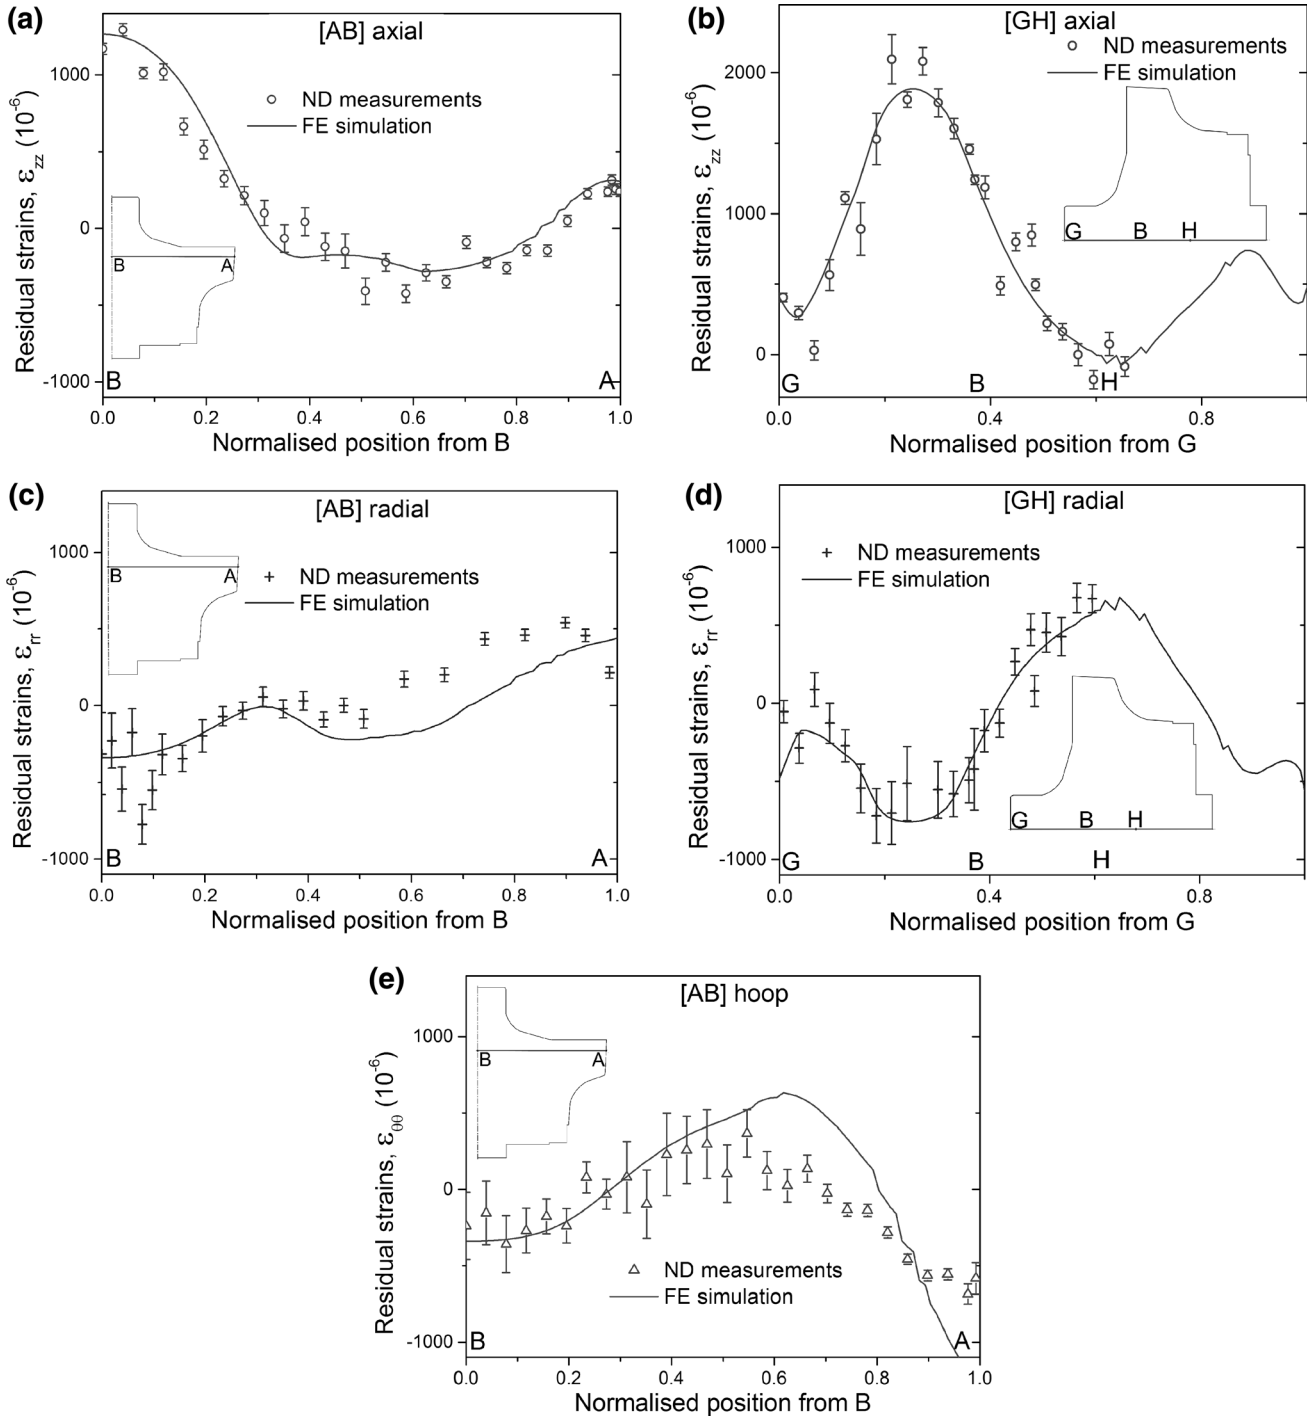 (a)
[AB] axial
ND measurements
FE simulation
Residual strains, εzz (10⁻⁶)
1000
0
-1000
B
A
B
A
0.0 0.2 0.4 0.6 0.8 1.0
Normalised position from B
(b)
[GH] axial
ND measurements
FE simulation
Residual strains, εzz (10⁻⁶)
2000
1000
0
G B H
G B H
0.0 0.4 0.8
Normalised position from G
(c)
[AB] radial
ND measurements
FE simulation
Residual strains, εrr (10⁻⁶)
1000
0
-1000
B
A
B
A
0.0 0.2 0.4 0.6 0.8 1.0
Normalised position from B
(d)
[GH] radial
ND measurements
FE simulation
Residual strains, εrr (10⁻⁶)
1000
0
-1000
G B H
G B H
0.0 0.4 0.8
Normalised position from G
(e)
[AB] hoop
Residual strains, εθθ (10⁻⁶)
1000
0
-1000
B
A
ND measurements
FE simulation
B
A
0.0 0.2 0.4 0.6 0.8 1.0
Normalised position from B